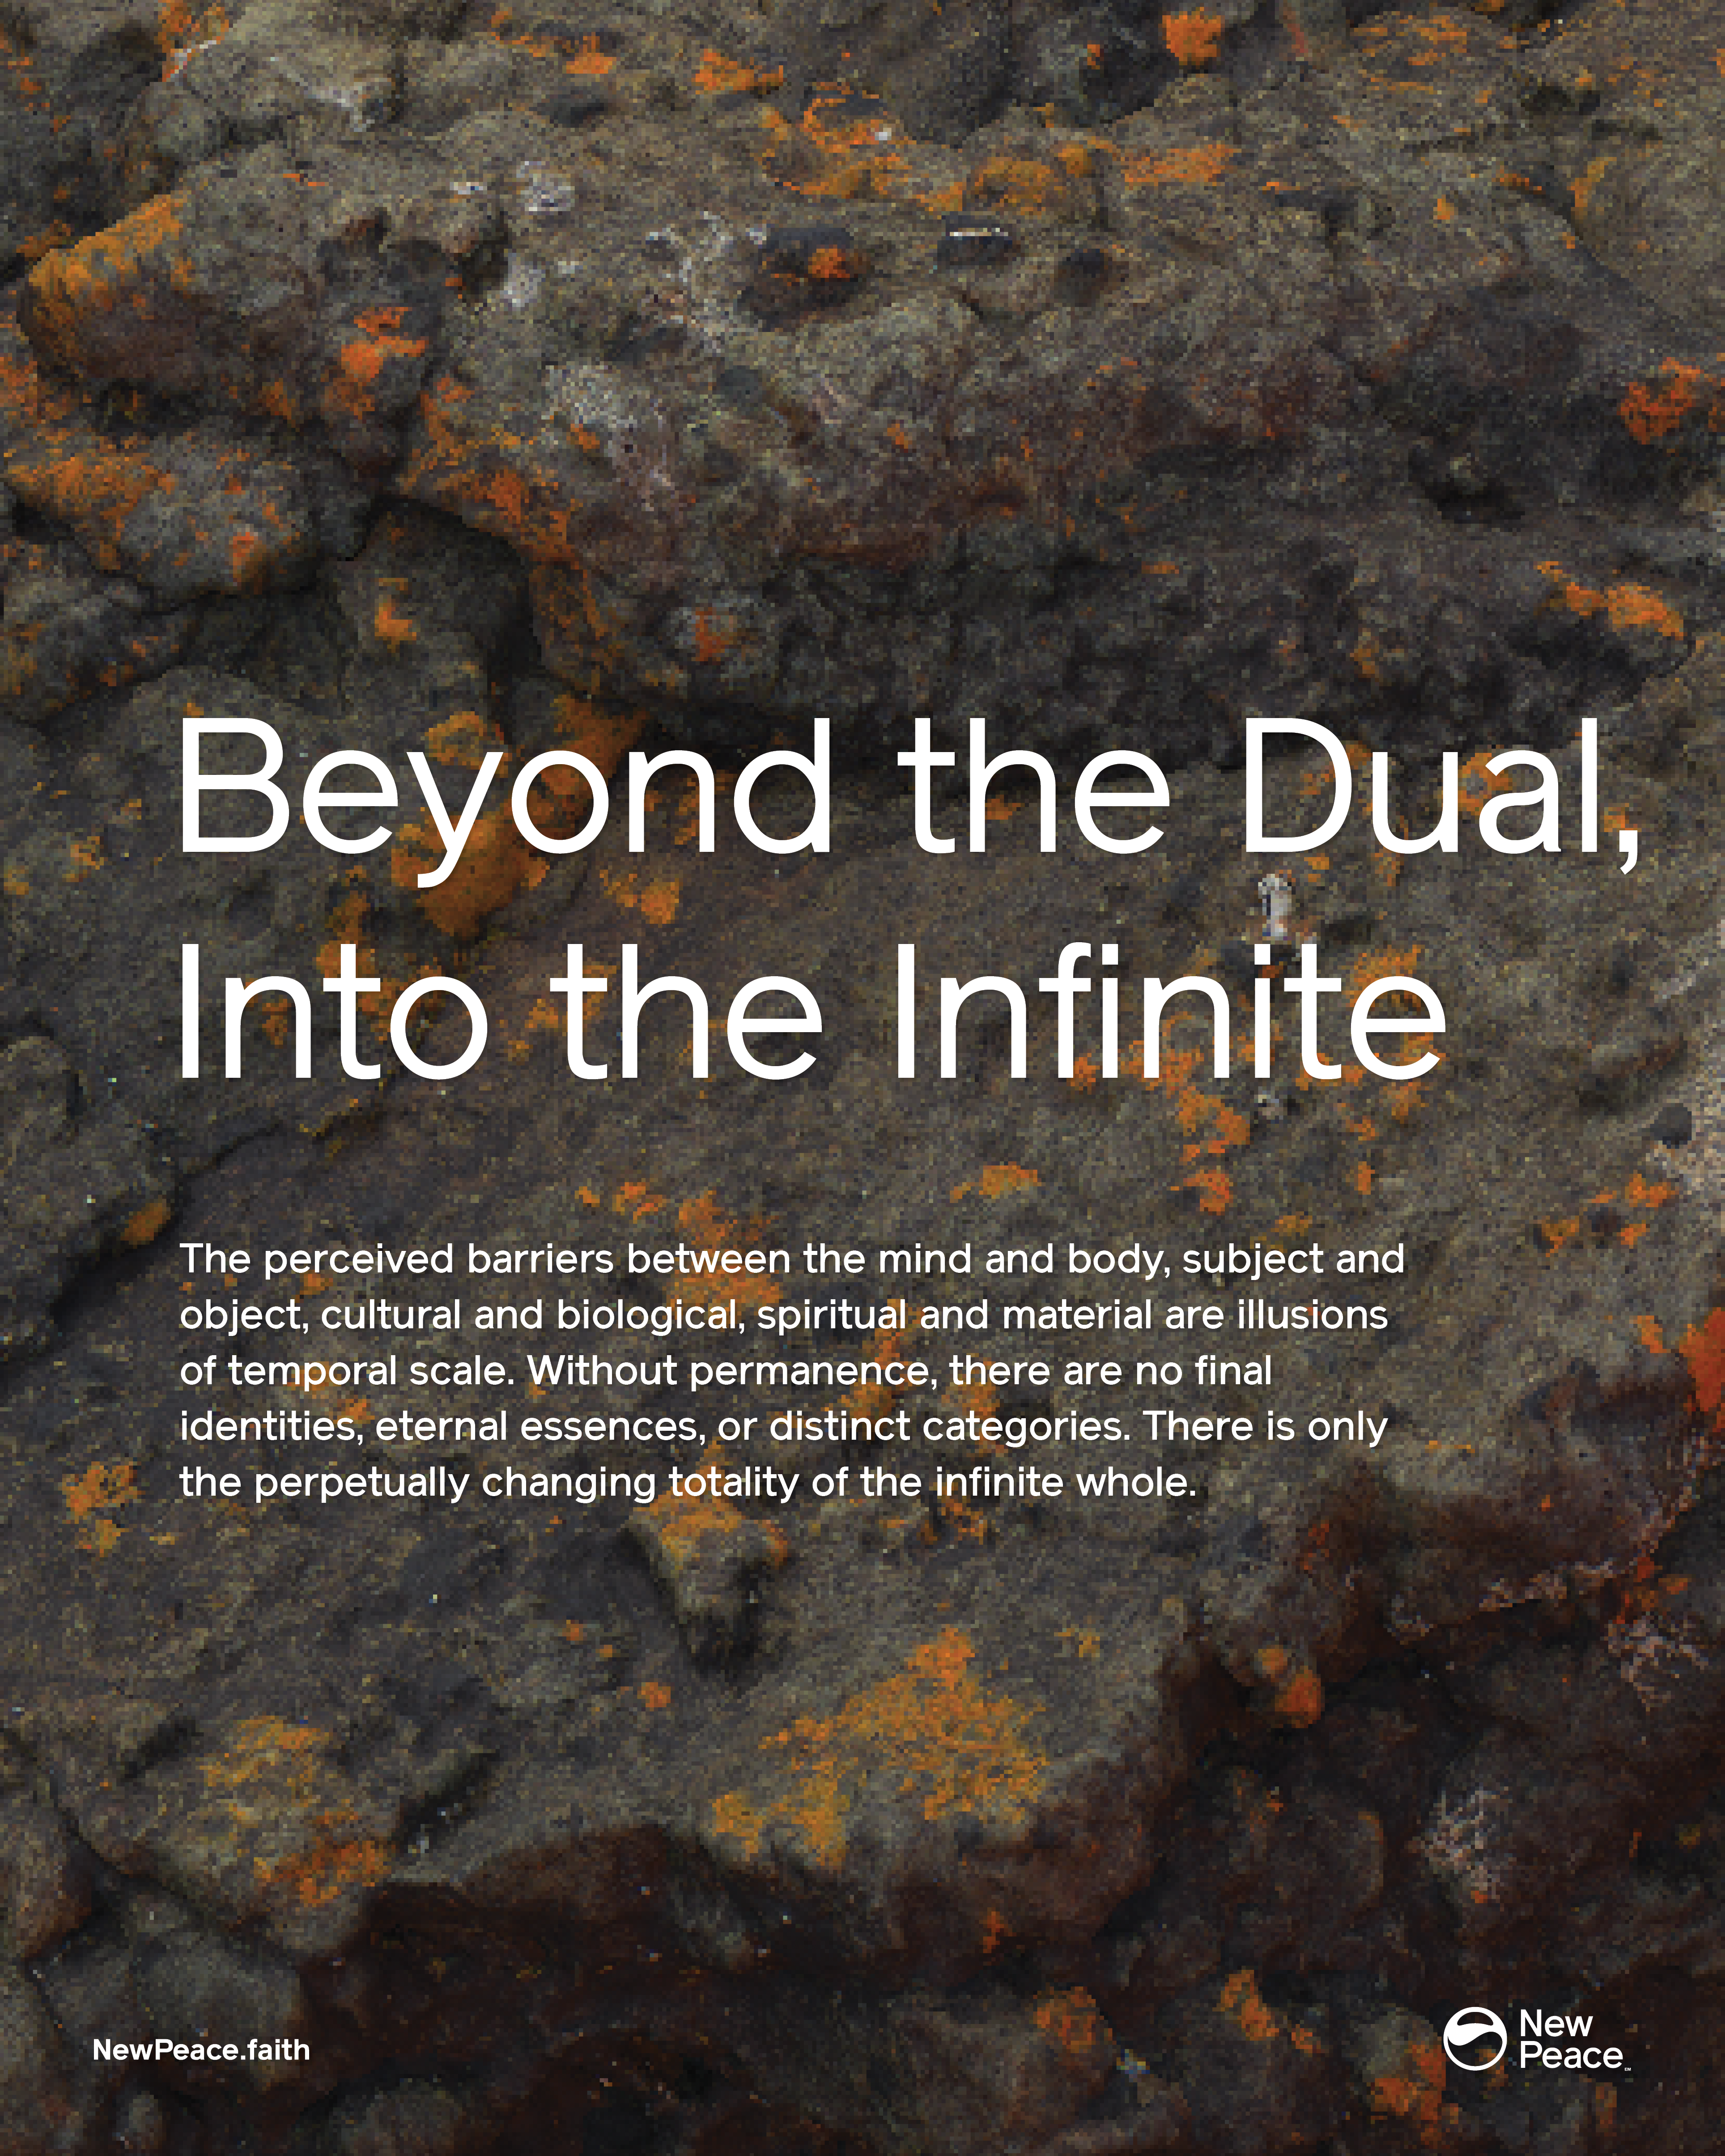 Beyond the Dual,
Into the Infinite
The perceived barriers between the mind and body, subject and
object, cultural and biological, spiritual and material are illusions
of temporal scale. Without permanence, there are no final
identities, eternal essences, or distinct categories. There is only
the perpetually changing totality of the infinite whole.
NewPeace.faith
New
Peace℠